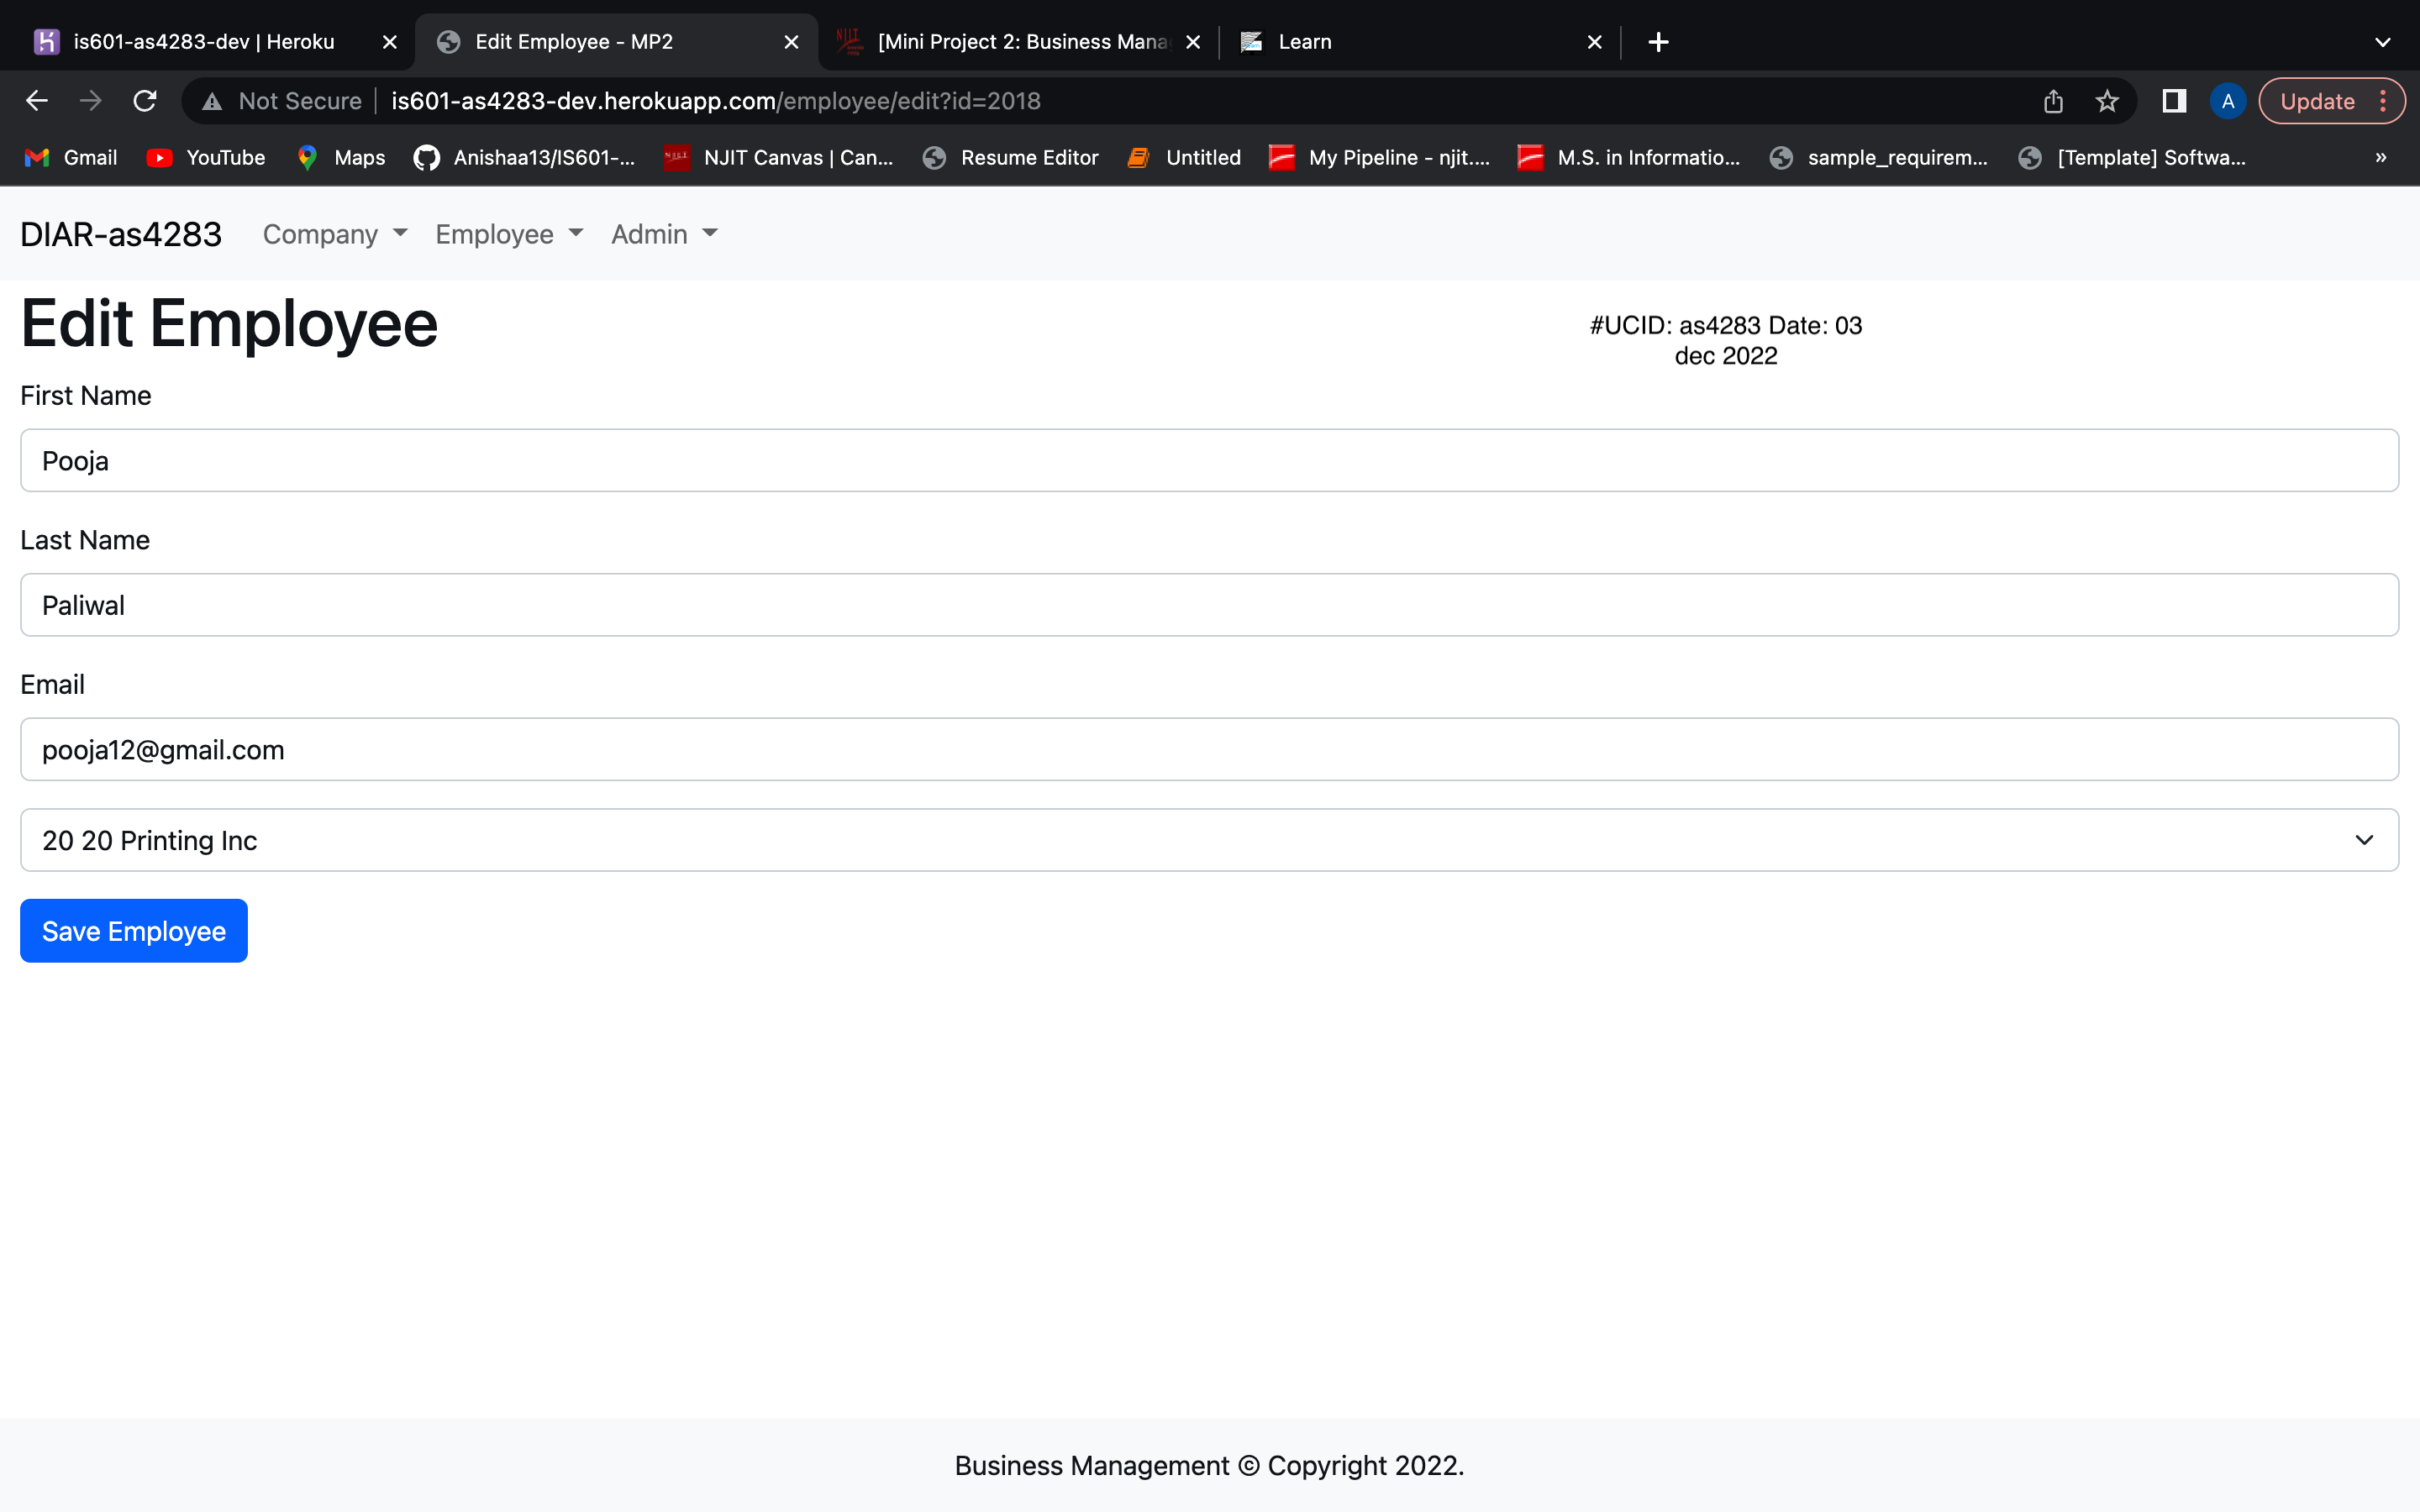 is601-as4283-dev | Heroku
Edit Employee - MP2
[Mini Project 2: Business Mana
Learn
Not Secure
is601-as4283-dev.herokuapp.com/employee/edit?id=2018
A
Update
Gmail
YouTube
Maps
Anishaa13/IS601-...
NJIT Canvas | Can...
Resume Editor
Untitled
My Pipeline - njit....
M.S. in Informatio...
sample_requirem...
[Template] Softwa...
»
DIAR-as4283
Company
Employee
Admin
Edit Employee
#UCID: as4283 Date: 03
dec 2022
First Name
Pooja
Last Name
Paliwal
Email
pooja12@gmail.com
20 20 Printing Inc
Save Employee
Business Management © Copyright 2022.